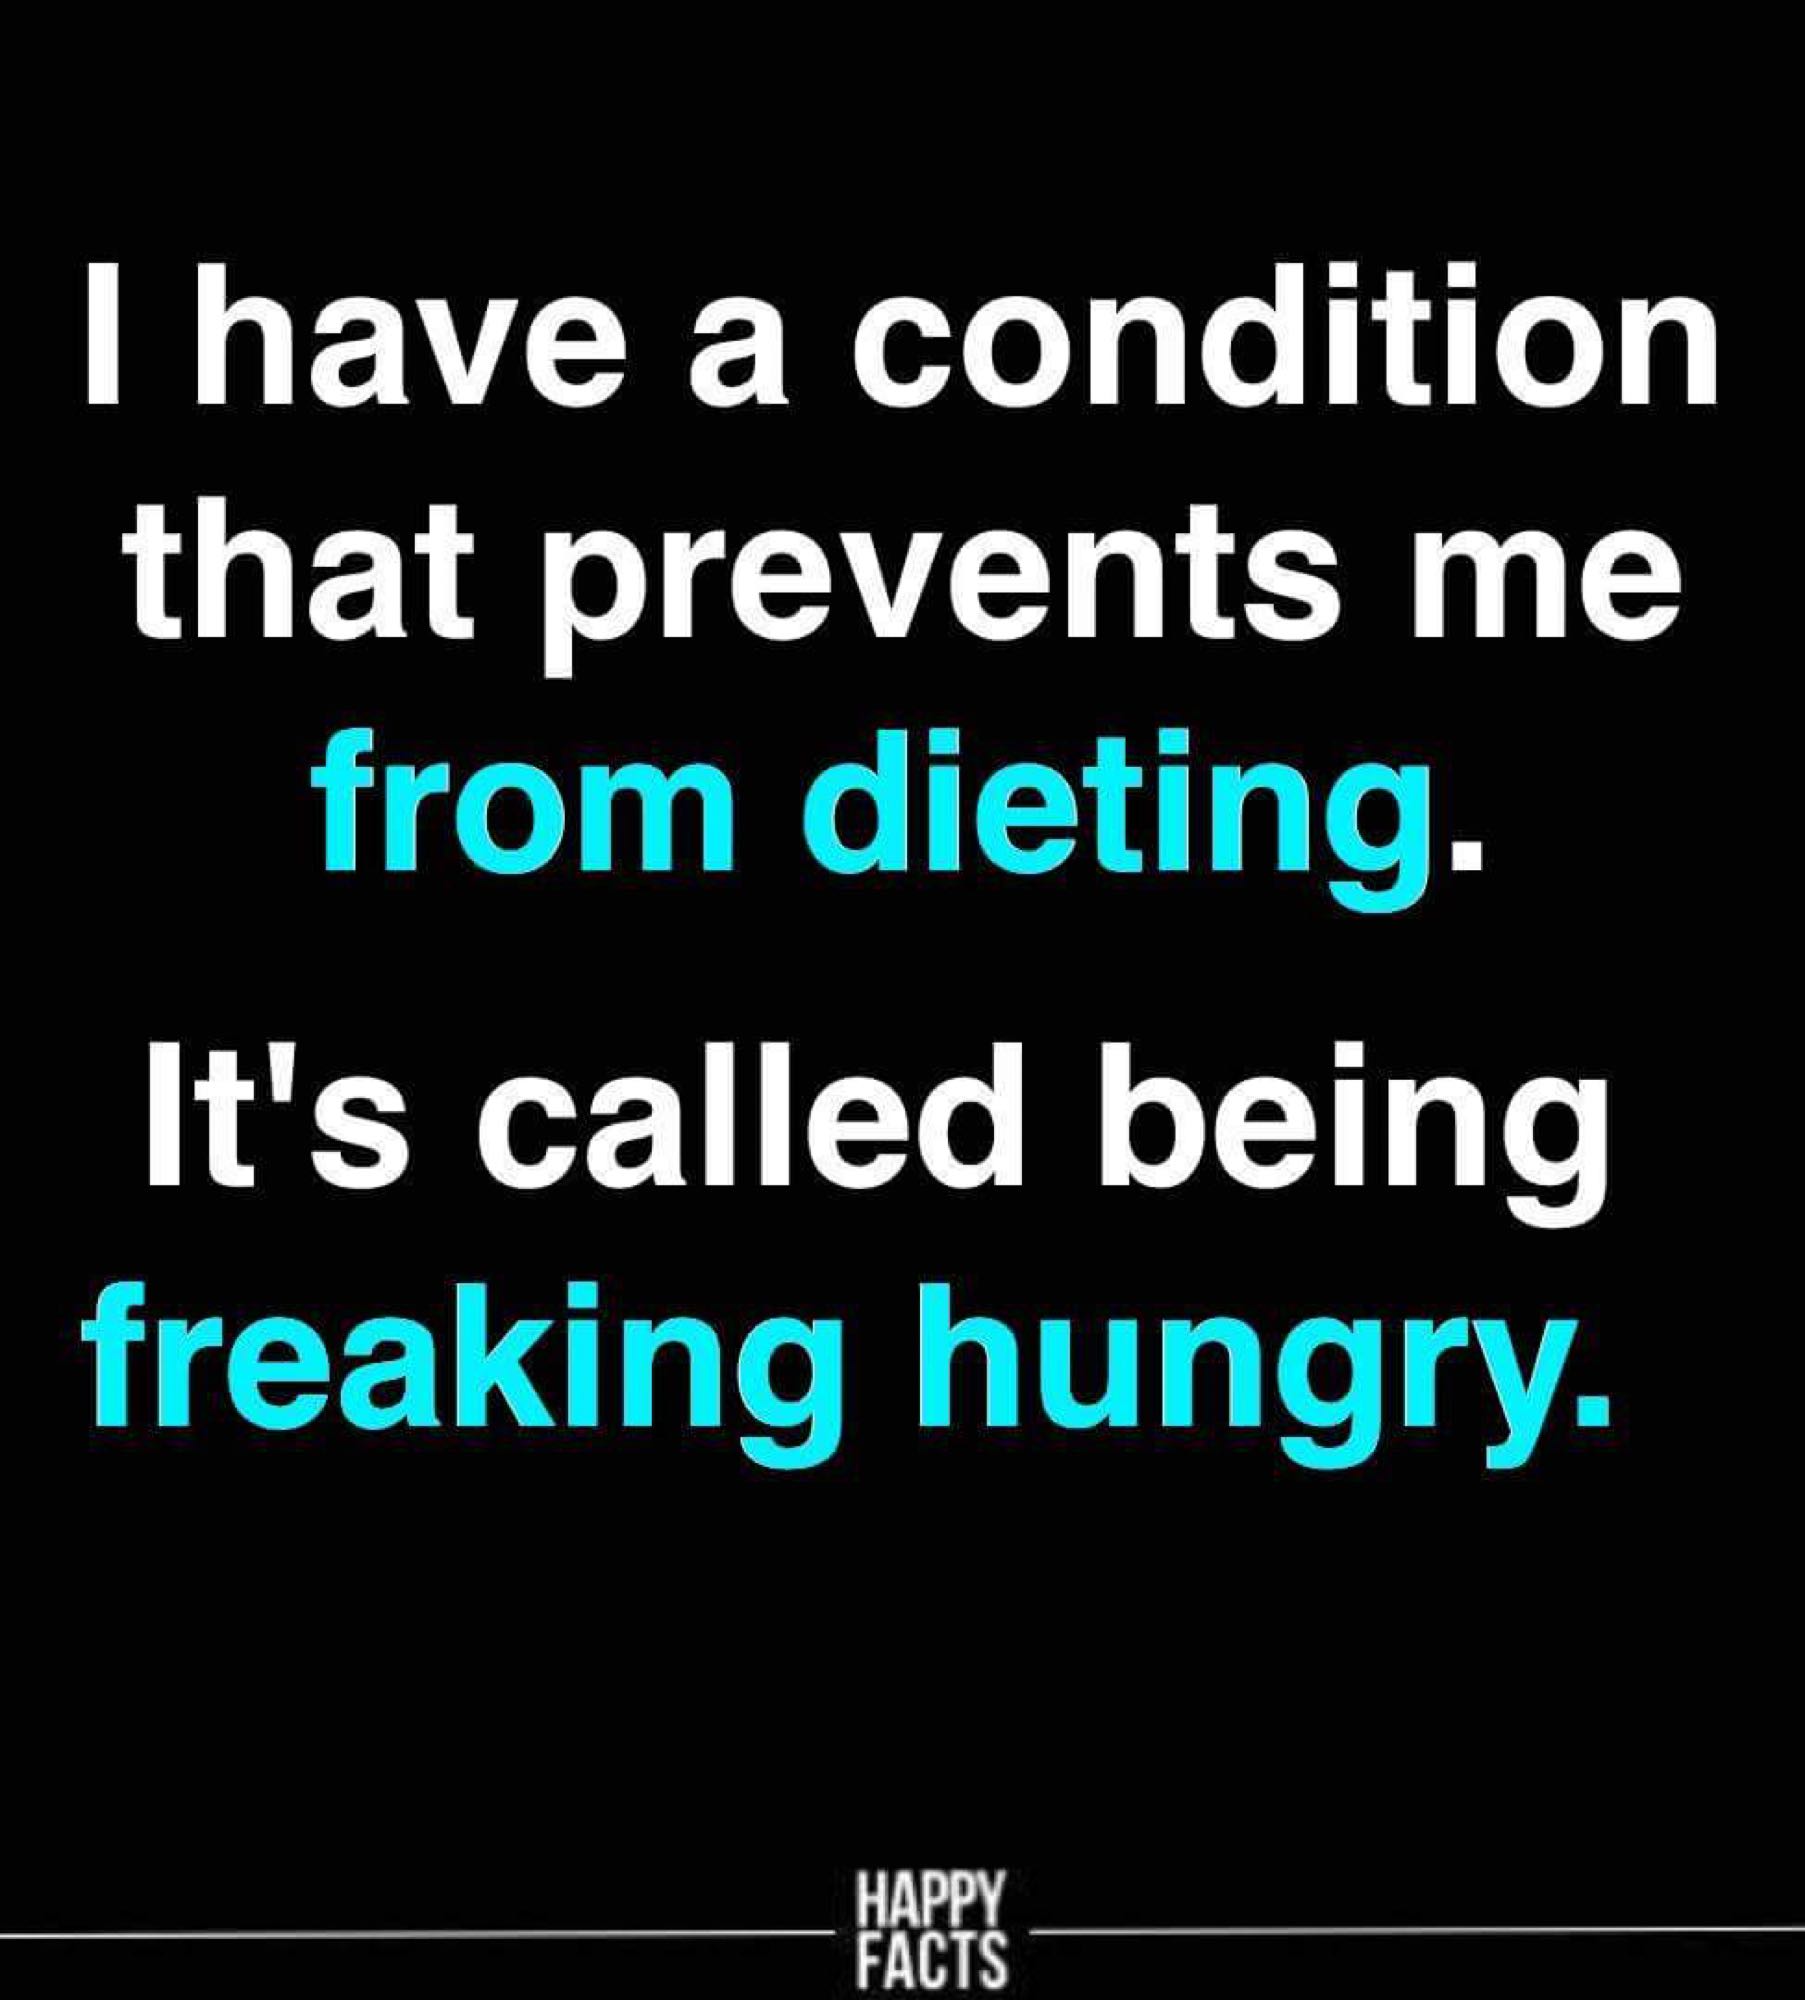 I have a condition
that prevents me
from dieting.
It's called being
freaking hungry.
HAPPY
FACTS